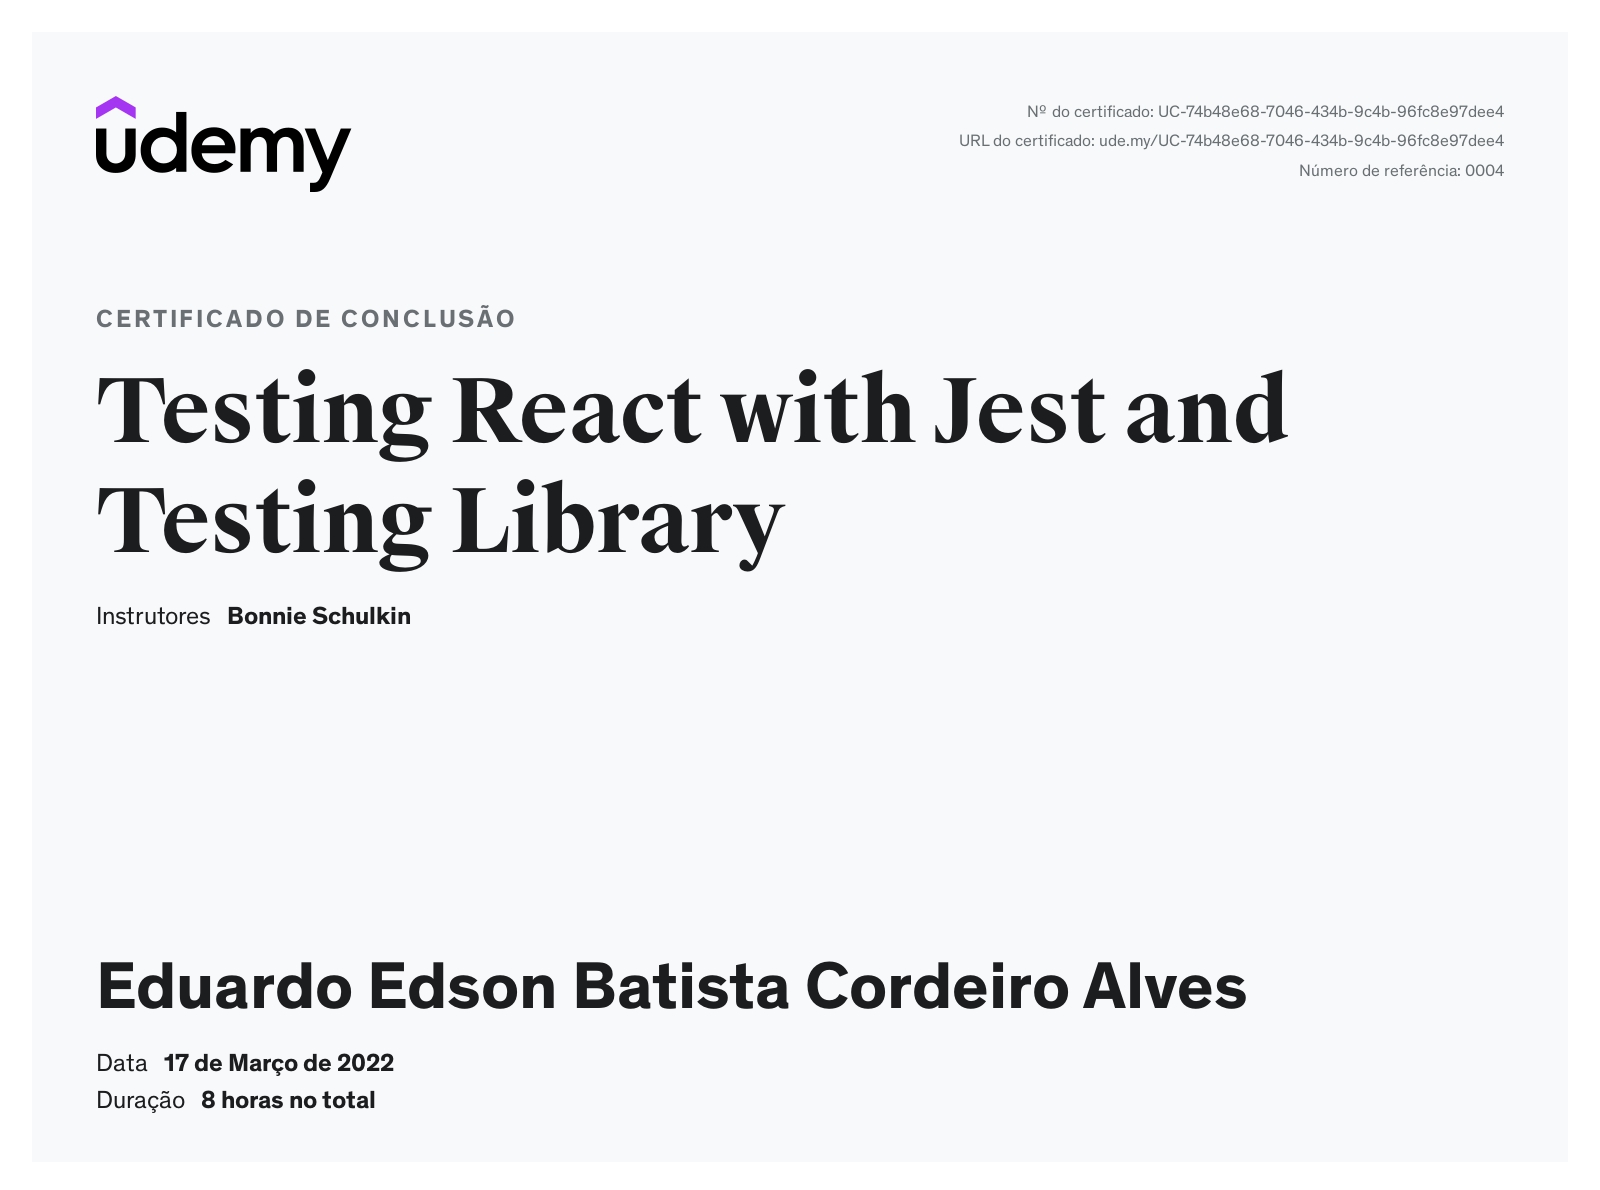 udemy
Nº do certificado: UC-74b48e68-7046-434b-9c4b-96fc8e97dee4
URL do certificado: ude.my/UC-74b48e68-7046-434b-9c4b-96fc8e97dee4
Número de referência: 0004
CERTIFICADO DE CONCLUSÃO
Testing React with Jest and
Testing Library
Instrutores Bonnie Schulkin
Eduardo Edson Batista Cordeiro Alves
Data 17 de Março de 2022
Duração 8 horas no total